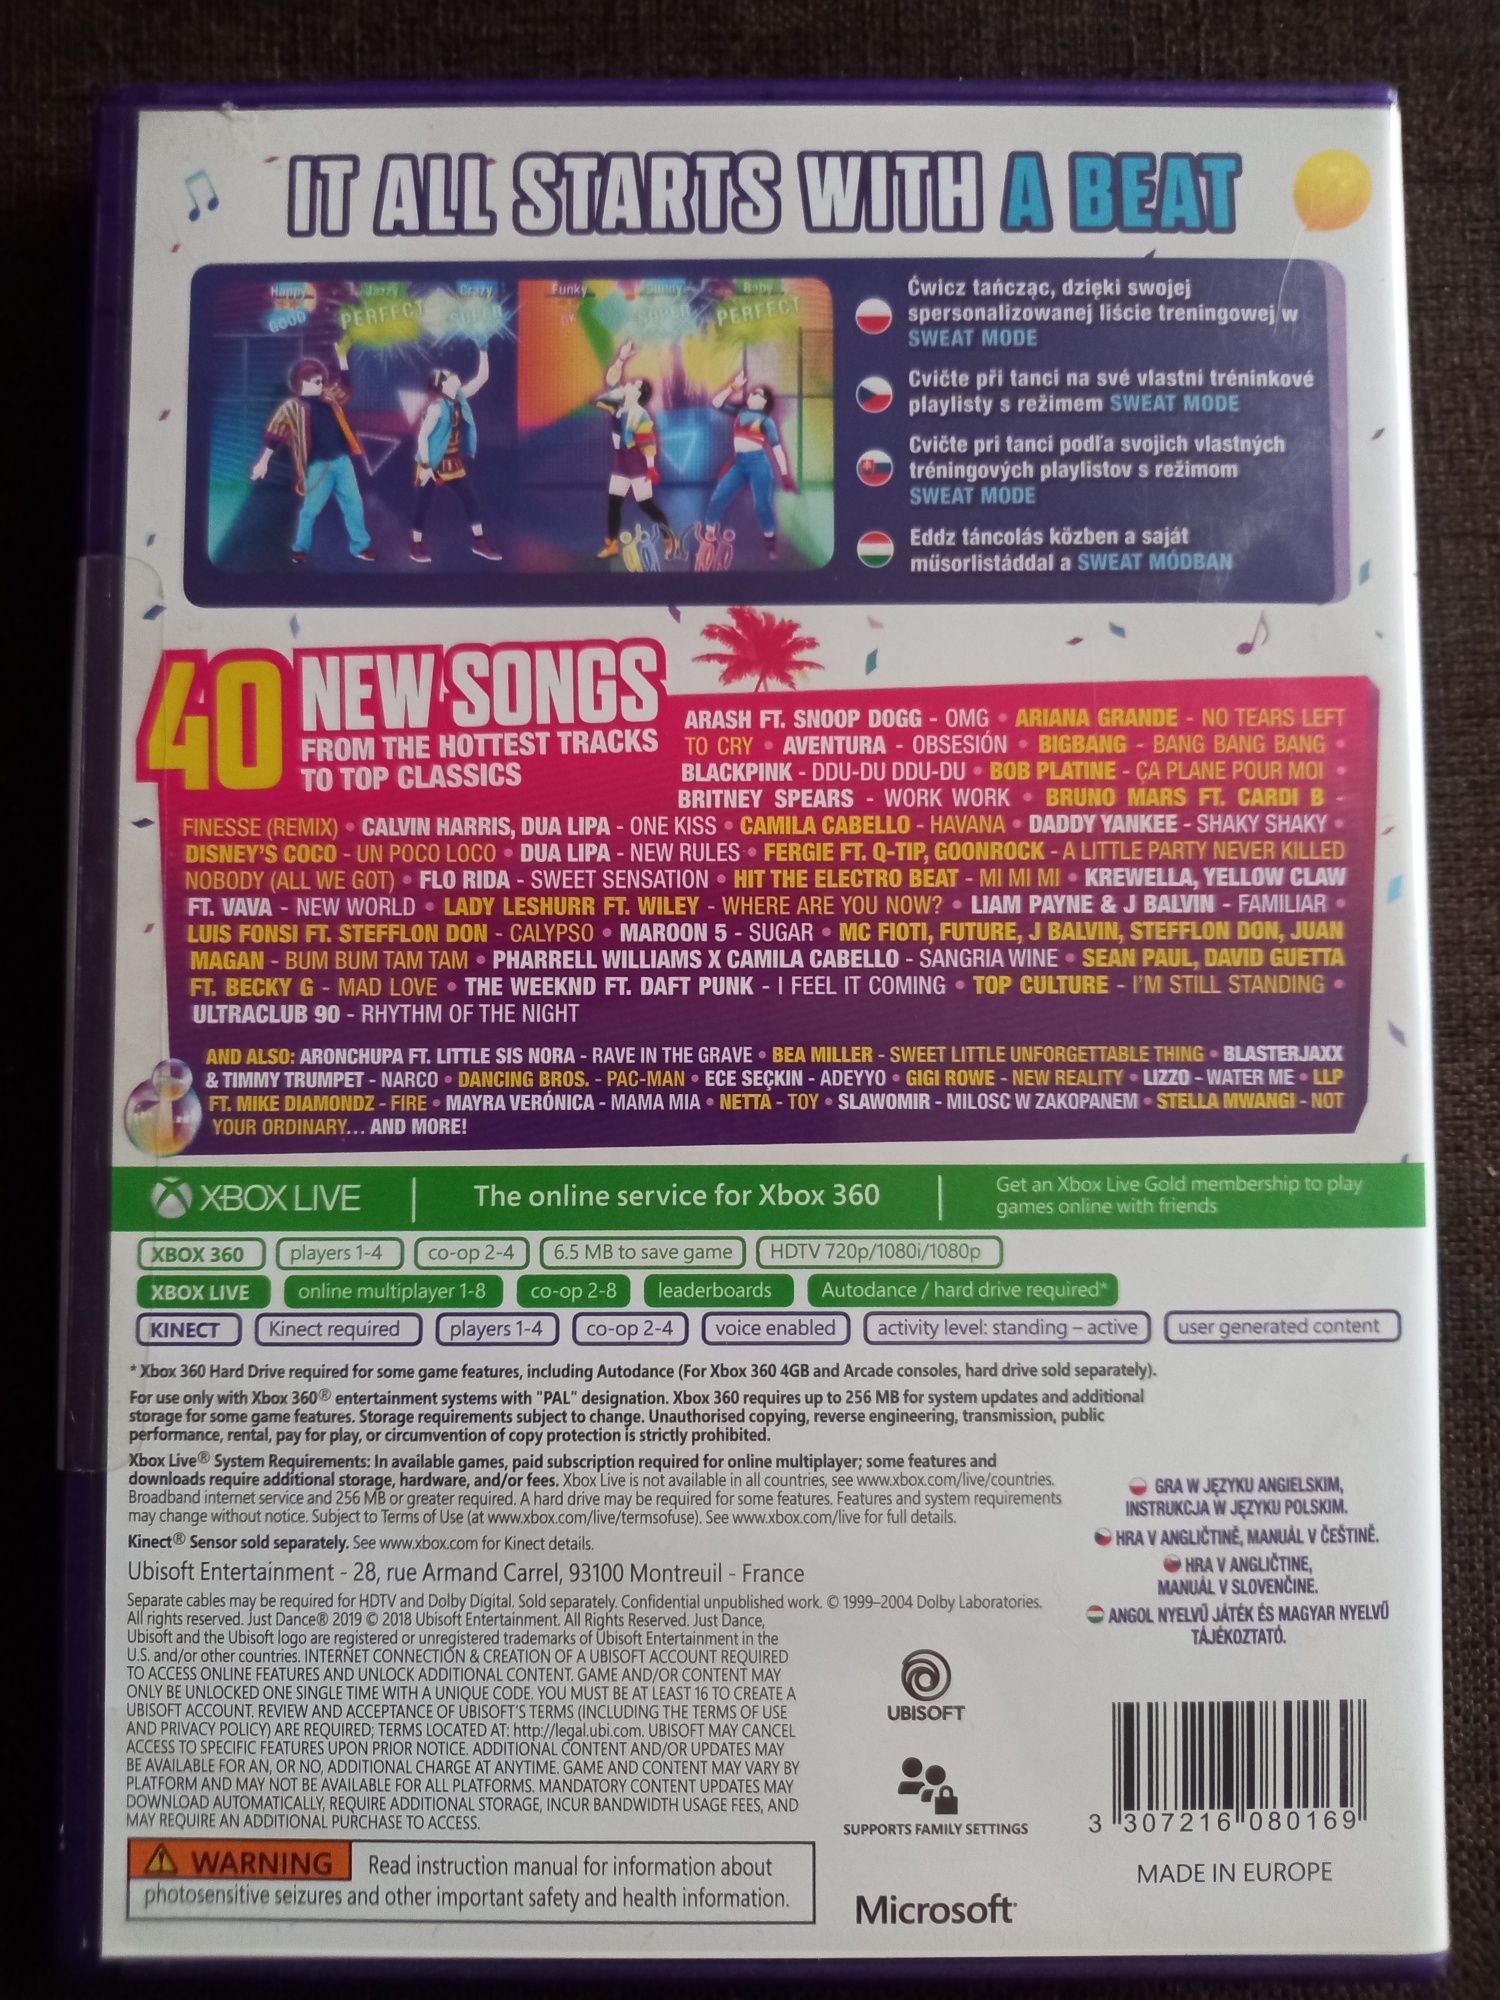 IT ALL STARTS WITH A BEAT
Happy
Jazzy
Crazy
Funky
Sunny
Baby
GOOD
PERFECT
SUPER
OK
SUPER
PERFECT
Ćwicz tańcząc, dzięki swojej
spersonalizowanej liście treningowej w
SWEAT MODE
Cvičte při tanci na své vlastní tréninkové
playlisty s režimem SWEAT MODE
Cvičte pri tanci podľa svojich vlastných
tréningových playlistov s režimom
SWEAT MODE
Eddz táncolás közben a saját
műsorlistáddal a SWEAT MÓDBAN
40 NEW SONGS
FROM THE HOTTEST TRACKS
TO TOP CLASSICS
ARASH FT. SNOOP DOGG - OMG • ARIANA GRANDE - NO TEARS LEFT
TO CRY • AVENTURA - OBSESIÓN • BIGBANG - BANG BANG BANG •
BLACKPINK - DDU-DU DDU-DU • BOB PLATINE - ÇA PLANE POUR MOI •
BRITNEY SPEARS - WORK WORK • BRUNO MARS FT. CARDI B -
FINESSE (REMIX) • CALVIN HARRIS, DUA LIPA - ONE KISS • CAMILA CABELLO - HAVANA • DADDY YANKEE - SHAKY SHAKY •
DISNEY'S COCO - UN POCO LOCO • DUA LIPA - NEW RULES • FERGIE FT. Q-TIP, GOONROCK - A LITTLE PARTY NEVER KILLED
NOBODY (ALL WE GOT) • FLO RIDA - SWEET SENSATION • HIT THE ELECTRO BEAT - MI MI MI • KREWELLA, YELLOW CLAW
FT. VAVA - NEW WORLD • LADY LESHURR FT. WILEY - WHERE ARE YOU NOW? • LIAM PAYNE & J BALVIN - FAMILIAR •
LUIS FONSI FT. STEFFLON DON - CALYPSO • MAROON 5 - SUGAR • MC FIOTI, FUTURE, J BALVIN, STEFFLON DON, JUAN
MAGAN - BUM BUM TAM TAM • PHARRELL WILLIAMS X CAMILA CABELLO - SANGRIA WINE • SEAN PAUL, DAVID GUETTA
FT. BECKY G - MAD LOVE • THE WEEKND FT. DAFT PUNK - I FEEL IT COMING • TOP CULTURE - I'M STILL STANDING •
ULTRACLUB 90 - RHYTHM OF THE NIGHT
AND ALSO: ARONCHUPA FT. LITTLE SIS NORA - RAVE IN THE GRAVE • BEA MILLER - SWEET LITTLE UNFORGETTABLE THING • BLASTERJAXX
& TIMMY TRUMPET - NARCO • DANCING BROS. - PAC-MAN • ECE SEÇKIN - ADEYYO • GIGI ROWE - NEW REALITY • LIZZO - WATER ME • LLP
FT. MIKE DIAMONDZ - FIRE • MAYRA VERÓNICA - MAMA MIA • NETTA - TOY • SLAWOMIR - MILOSC W ZAKOPANEM • STELLA MWANGI - NOT
YOUR ORDINARY... AND MORE!
XBOX LIVE | The online service for Xbox 360 | Get an Xbox Live Gold membership to play
games online with friends
XBOX 360 players 1-4 co-op 2-4 6.5 MB to save game HDTV 720p/1080i/1080p
XBOX LIVE online multiplayer 1-8 co-op 2-8 leaderboards Autodance / hard drive required*
KINECT Kinect required players 1-4 co-op 2-4 voice enabled activity level: standing – active user generated content
* Xbox 360 Hard Drive required for some game features, including Autodance (For Xbox 360 4GB and Arcade consoles, hard drive sold separately).
For use only with Xbox 360® entertainment systems with "PAL" designation. Xbox 360 requires up to 256 MB for system updates and additional
storage for some game features. Storage requirements subject to change. Unauthorised copying, reverse engineering, transmission, public
performance, rental, pay for play, or circumvention of copy protection is strictly prohibited.
Xbox Live® System Requirements: In available games, paid subscription required for online multiplayer; some features and
downloads require additional storage, hardware, and/or fees. Xbox Live is not available in all countries, see www.xbox.com/live/countries.
Broadband internet service and 256 MB or greater required. A hard drive may be required for some features. Features and system requirements
may change without notice. Subject to Terms of Use (at www.xbox.com/live/termsofuse). See www.xbox.com/live for full details.
Kinect® Sensor sold separately. See www.xbox.com for Kinect details.
Ubisoft Entertainment - 28, rue Armand Carrel, 93100 Montreuil - France
Separate cables may be required for HDTV and Dolby Digital. Sold separately. Confidential unpublished work. © 1999–2004 Dolby Laboratories.
All rights reserved. Just Dance® 2019 © 2018 Ubisoft Entertainment. All Rights Reserved. Just Dance,
Ubisoft and the Ubisoft logo are registered or unregistered trademarks of Ubisoft Entertainment in the
U.S. and/or other countries. INTERNET CONNECTION & CREATION OF A UBISOFT ACCOUNT REQUIRED
TO ACCESS ONLINE FEATURES AND UNLOCK ADDITIONAL CONTENT. GAME AND/OR CONTENT MAY
ONLY BE UNLOCKED ONE SINGLE TIME WITH A UNIQUE CODE. YOU MUST BE AT LEAST 16 TO CREATE A
UBISOFT ACCOUNT. REVIEW AND ACCEPTANCE OF UBISOFT'S TERMS (INCLUDING THE TERMS OF USE
AND PRIVACY POLICY) ARE REQUIRED; TERMS LOCATED AT: http://legal.ubi.com. UBISOFT MAY CANCEL
ACCESS TO SPECIFIC FEATURES UPON PRIOR NOTICE. ADDITIONAL CONTENT AND/OR UPDATES MAY
BE AVAILABLE FOR AN, OR NO, ADDITIONAL CHARGE AT ANYTIME. GAME AND CONTENT MAY VARY BY
PLATFORM AND MAY NOT BE AVAILABLE FOR ALL PLATFORMS. MANDATORY CONTENT UPDATES MAY
DOWNLOAD AUTOMATICALLY, REQUIRE ADDITIONAL STORAGE, INCUR BANDWIDTH USAGE FEES, AND
MAY REQUIRE AN ADDITIONAL PURCHASE TO ACCESS.
WARNING Read instruction manual for information about
photosensitive seizures and other important safety and health information.
GRA W JĘZYKU ANGIELSKIM,
INSTRUKCJA W JĘZYKU POLSKIM.
HRA V ANGLIČTINĚ, MANUÁL V ČEŠTINĚ.
HRA V ANGLIČTINE,
MANUÁL V SLOVENČINE.
ANGOL NYELVŰ JÁTÉK ÉS MAGYAR NYELVŰ
TÁJÉKOZTATÓ.
UBISOFT
SUPPORTS FAMILY SETTINGS
Microsoft
3 307216 080169
MADE IN EUROPE